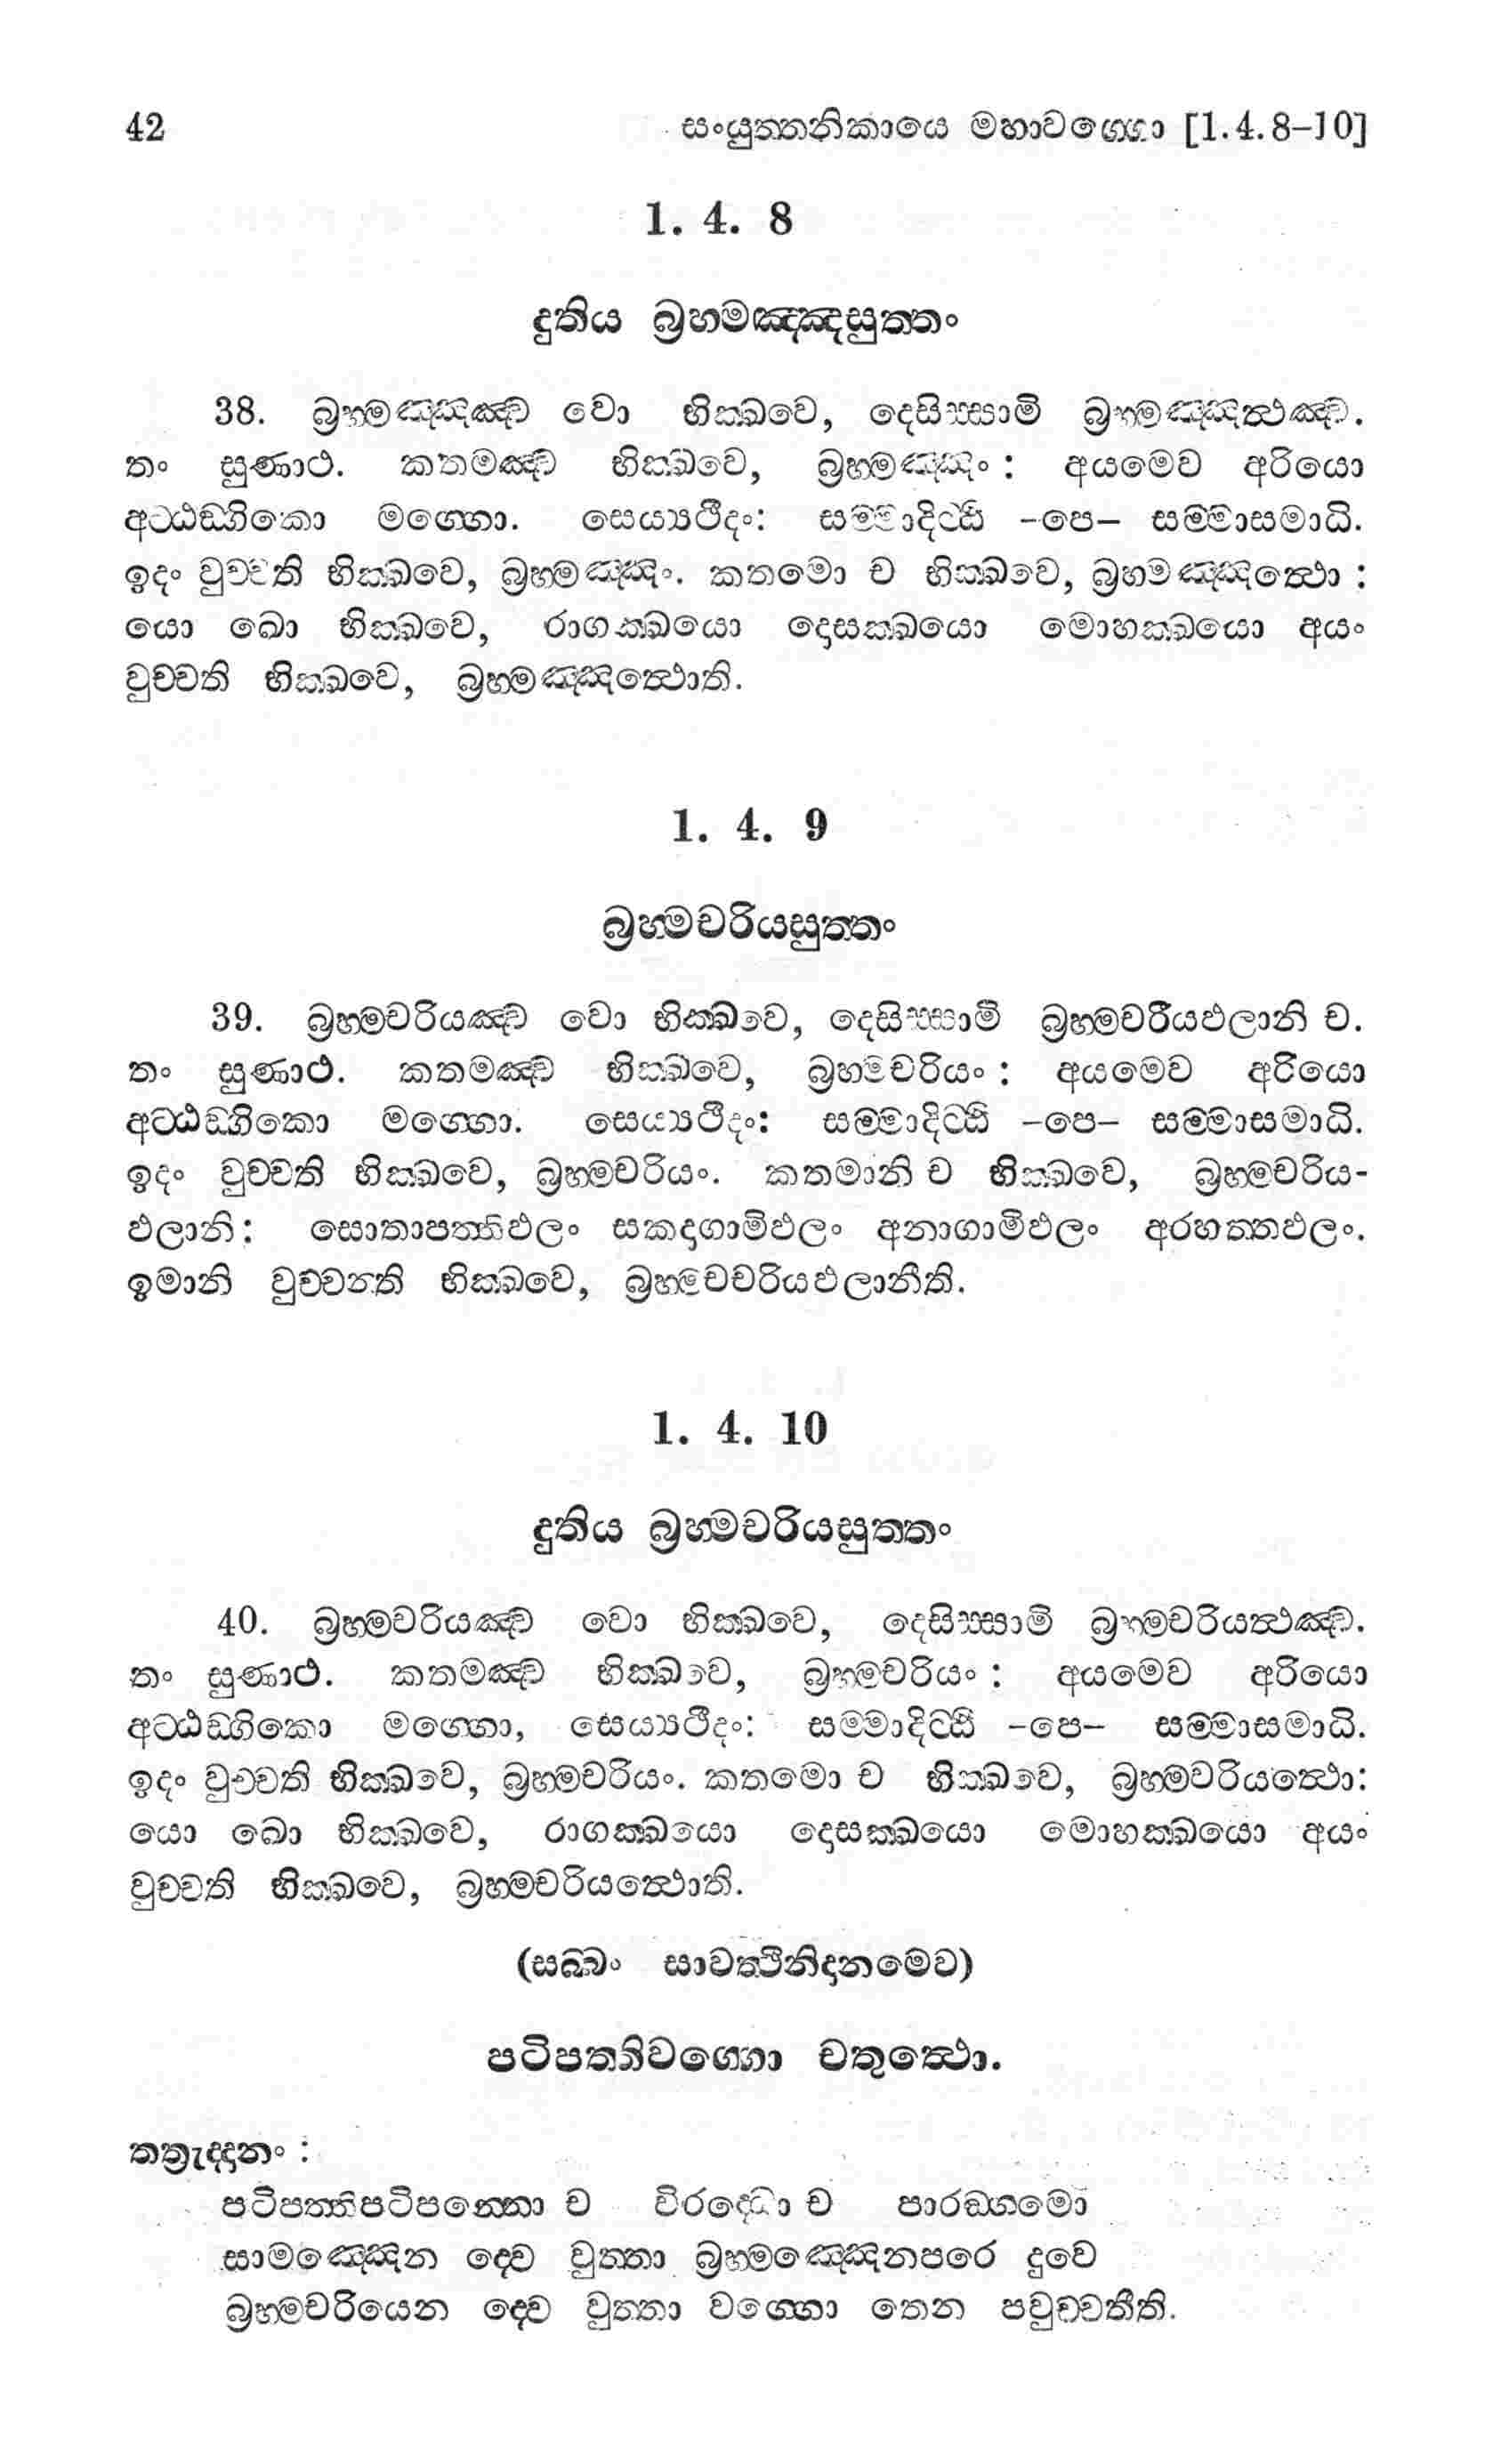 42 සංයුත්තනිකායෙ මහාවග්ගො [1.4.8–10]
1. 4. 8
දුතිය බ්‍රහ්මඤ්ඤසුත්තං
38. බ්‍රහ්මඤ්ඤඤ්ච වො භික්ඛවෙ, දෙසිස්සාමි බ්‍රහ්මඤ්ඤත්ථඤ්ච.
තං සුණාථ. කතමඤ්ච භික්ඛවෙ, බ්‍රහ්මඤ්ඤං : අයමෙව අරියො
අට්ඨඞ්ගිකො මග්ගො. සෙය්‍යථීදං: සම්මාදිට්ඨි –පෙ– සම්මාසමාධි.
ඉදං වුච්චති භික්ඛවෙ, බ්‍රහ්මඤ්ඤං. කතමො ච භික්ඛවෙ, බ්‍රහ්මඤ්ඤත්ථො :
යො ඛො භික්ඛවෙ, රාගක්ඛයො දොසක්ඛයො මොහක්ඛයො අයං
වුච්චති භික්ඛවෙ, බ්‍රහ්මඤ්ඤත්ථොති.
1. 4. 9
බ්‍රහ්මචරියසුත්තං
39. බ්‍රහ්මචරියඤ්ච වො භික්ඛවෙ, දෙසිස්සාමි බ්‍රහ්මචරියඵලානි ච.
තං සුණාථ. කතමඤ්ච භික්ඛවෙ, බ්‍රහ්මචරියං : අයමෙව අරියො
අට්ඨඞ්ගිකො මග්ගො. සෙය්‍යථීදං: සම්මාදිට්ඨි –පෙ– සම්මාසමාධි.
ඉදං වුච්චති භික්ඛවෙ, බ්‍රහ්මචරියං. කතමානි ච භික්ඛවෙ, බ්‍රහ්මචරිය-
ඵලානි: සොතාපත්තිඵලං සකදාගාමිඵලං අනාගාමිඵලං අරහත්තඵලං.
ඉමානි වුච්චන්ති භික්ඛවෙ, බ්‍රහ්මචචරියඵලානීති.
1. 4. 10
දුතිය බ්‍රහ්මචරියසුත්තං
40. බ්‍රහ්මචරියඤ්ච වො භික්ඛවෙ, දෙසිස්සාමි බ්‍රහ්මචරියත්ථඤ්ච.
තං සුණාථ. කතමඤ්ච භික්ඛවෙ, බ්‍රහ්මචරියං : අයමෙව අරියො
අට්ඨඞ්ගිකො මග්ගො, සෙය්‍යථීදං: සම්මාදිට්ඨි –පෙ– සම්මාසමාධි.
ඉදං වුච්චති භික්ඛවෙ, බ්‍රහ්මචරියං. කතමො ච භික්ඛවෙ, බ්‍රහ්මචරියත්ථො:
යො ඛො භික්ඛවෙ, රාගක්ඛයො දොසක්ඛයො මොහක්ඛයො අයං
වුච්චති භික්ඛවෙ, බ්‍රහ්මචරියත්ථොති.
(සබ්බං සාවත්ථිනිදානමෙව)
පටිපත්තිවග්ගො චතුත්ථො.
තත්‍රුද්දානං :
පටිපත්තිපටිපන්නො ච විරද්ධො ච පාරඞ්ගමො
සාමඤ්ඤෙන ද්වෙ වුත්තා බ්‍රහ්මඤ්ඤෙනපරෙ දුවෙ
බ්‍රහ්මචරියෙන ද්වෙ වුත්තා වග්ගො තෙන පවුච්චතීති.